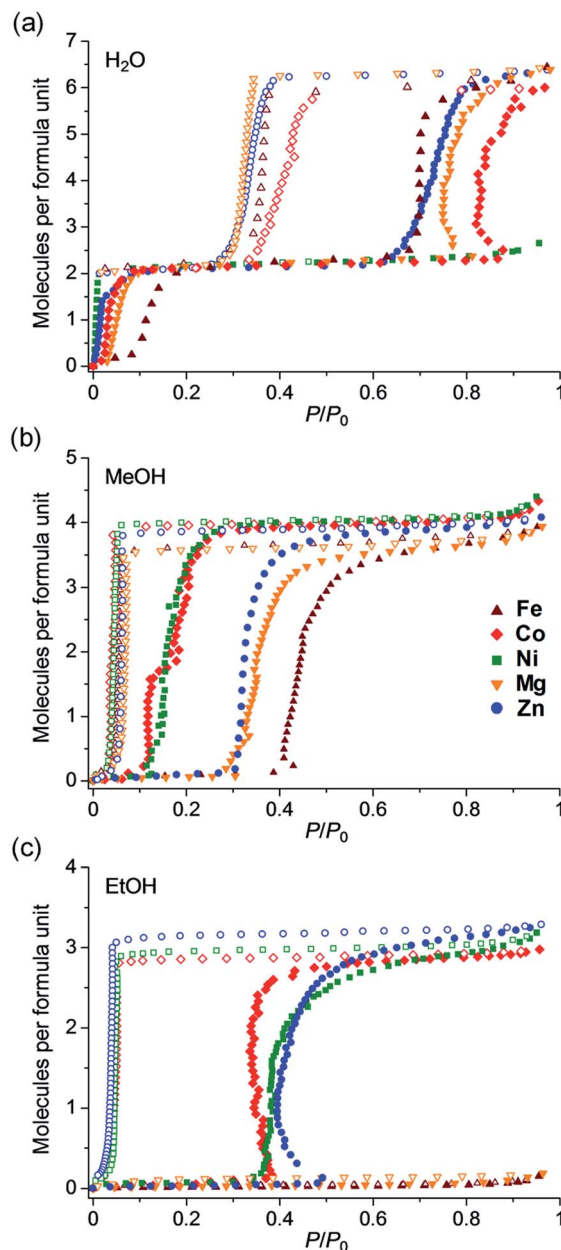 (a)
H₂O
Molecules per formula unit
7
6
5
4
3
2
1
0
0 0.2 0.4 0.6 0.8 1
P/P₀
(b)
MeOH
Molecules per formula unit
5
4
3
2
1
0
Fe
Co
Ni
Mg
Zn
0 0.2 0.4 0.6 0.8 1
P/P₀
(c)
EtOH
Molecules per formula unit
4
3
2
1
0
0 0.2 0.4 0.6 0.8 1
P/P₀